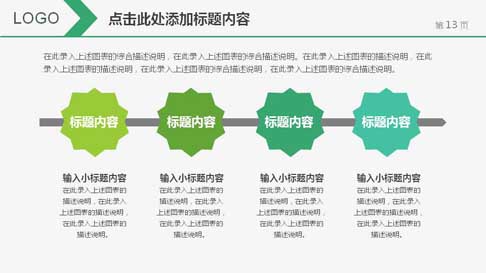 LOGO
点击此处添加标题内容
第 13 页
在此录入上述图表的综合描述说明，在此录入上述图表的综合描述说明。在此录入上述图表的描述说明，在此
录入上述图表的描述说明，在此录入上述图表的综合描述说明，在此录入上述图表的综合描述说明。
标题内容
标题内容
标题内容
标题内容
输入小标题内容
在此录入上述图表的
描述说明，在此录入
上述图表的描述说明，
在此录入上述图表的
描述说明。
输入小标题内容
在此录入上述图表的
描述说明，在此录入
上述图表的描述说明，
在此录入上述图表的
描述说明。
输入小标题内容
在此录入上述图表的
描述说明，在此录入
上述图表的描述说明，
在此录入上述图表的
描述说明。
输入小标题内容
在此录入上述图表的
描述说明，在此录入
上述图表的描述说明，
在此录入上述图表的
描述说明。